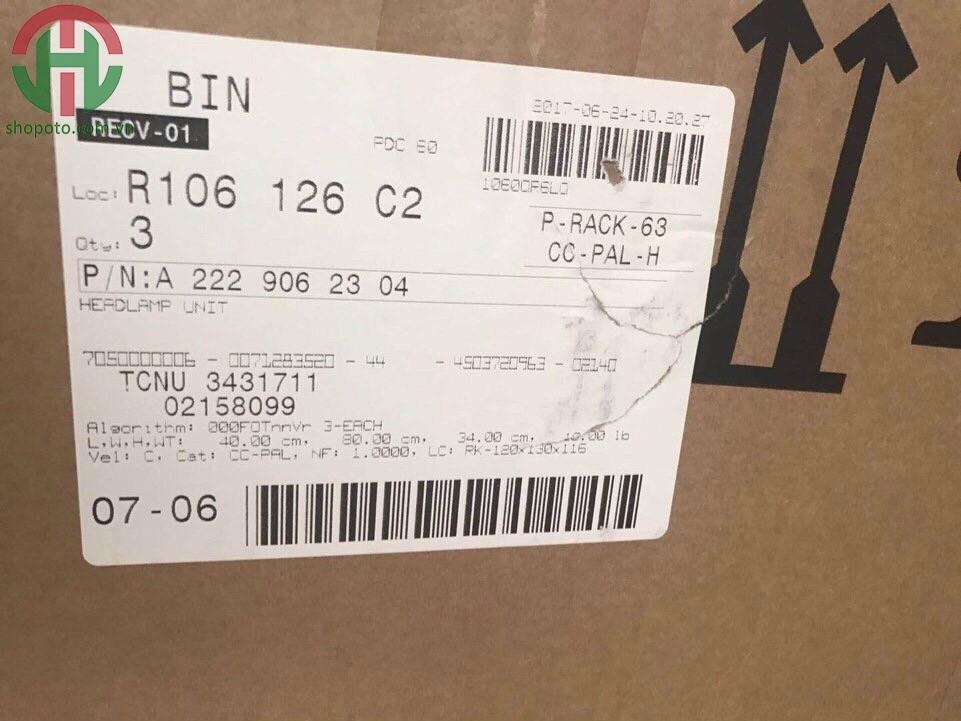 shopoto.com.vn
BIN
RECV-01
PDC 60
2017-06-24-10.20.27
1060QF6L0
Loc: R106 126 C2
P-RACK-63
CC-PAL-H
Qty: 3
P/N:A 222 906 23 04
HEADLAMP UNIT
7050000006 - 0071283520 - 44 - 4503720963 - 02140
TCNU 3431711
02158099
Algorithm: 000FOTnnVr 3-EACH
L,W,H,WT: 40.00 cm, 80.00 cm, 34.00 cm, lb
Vel: C, Cat: CC-PAL, NF: 1.0000, LC: RK-120x130x116
07-06